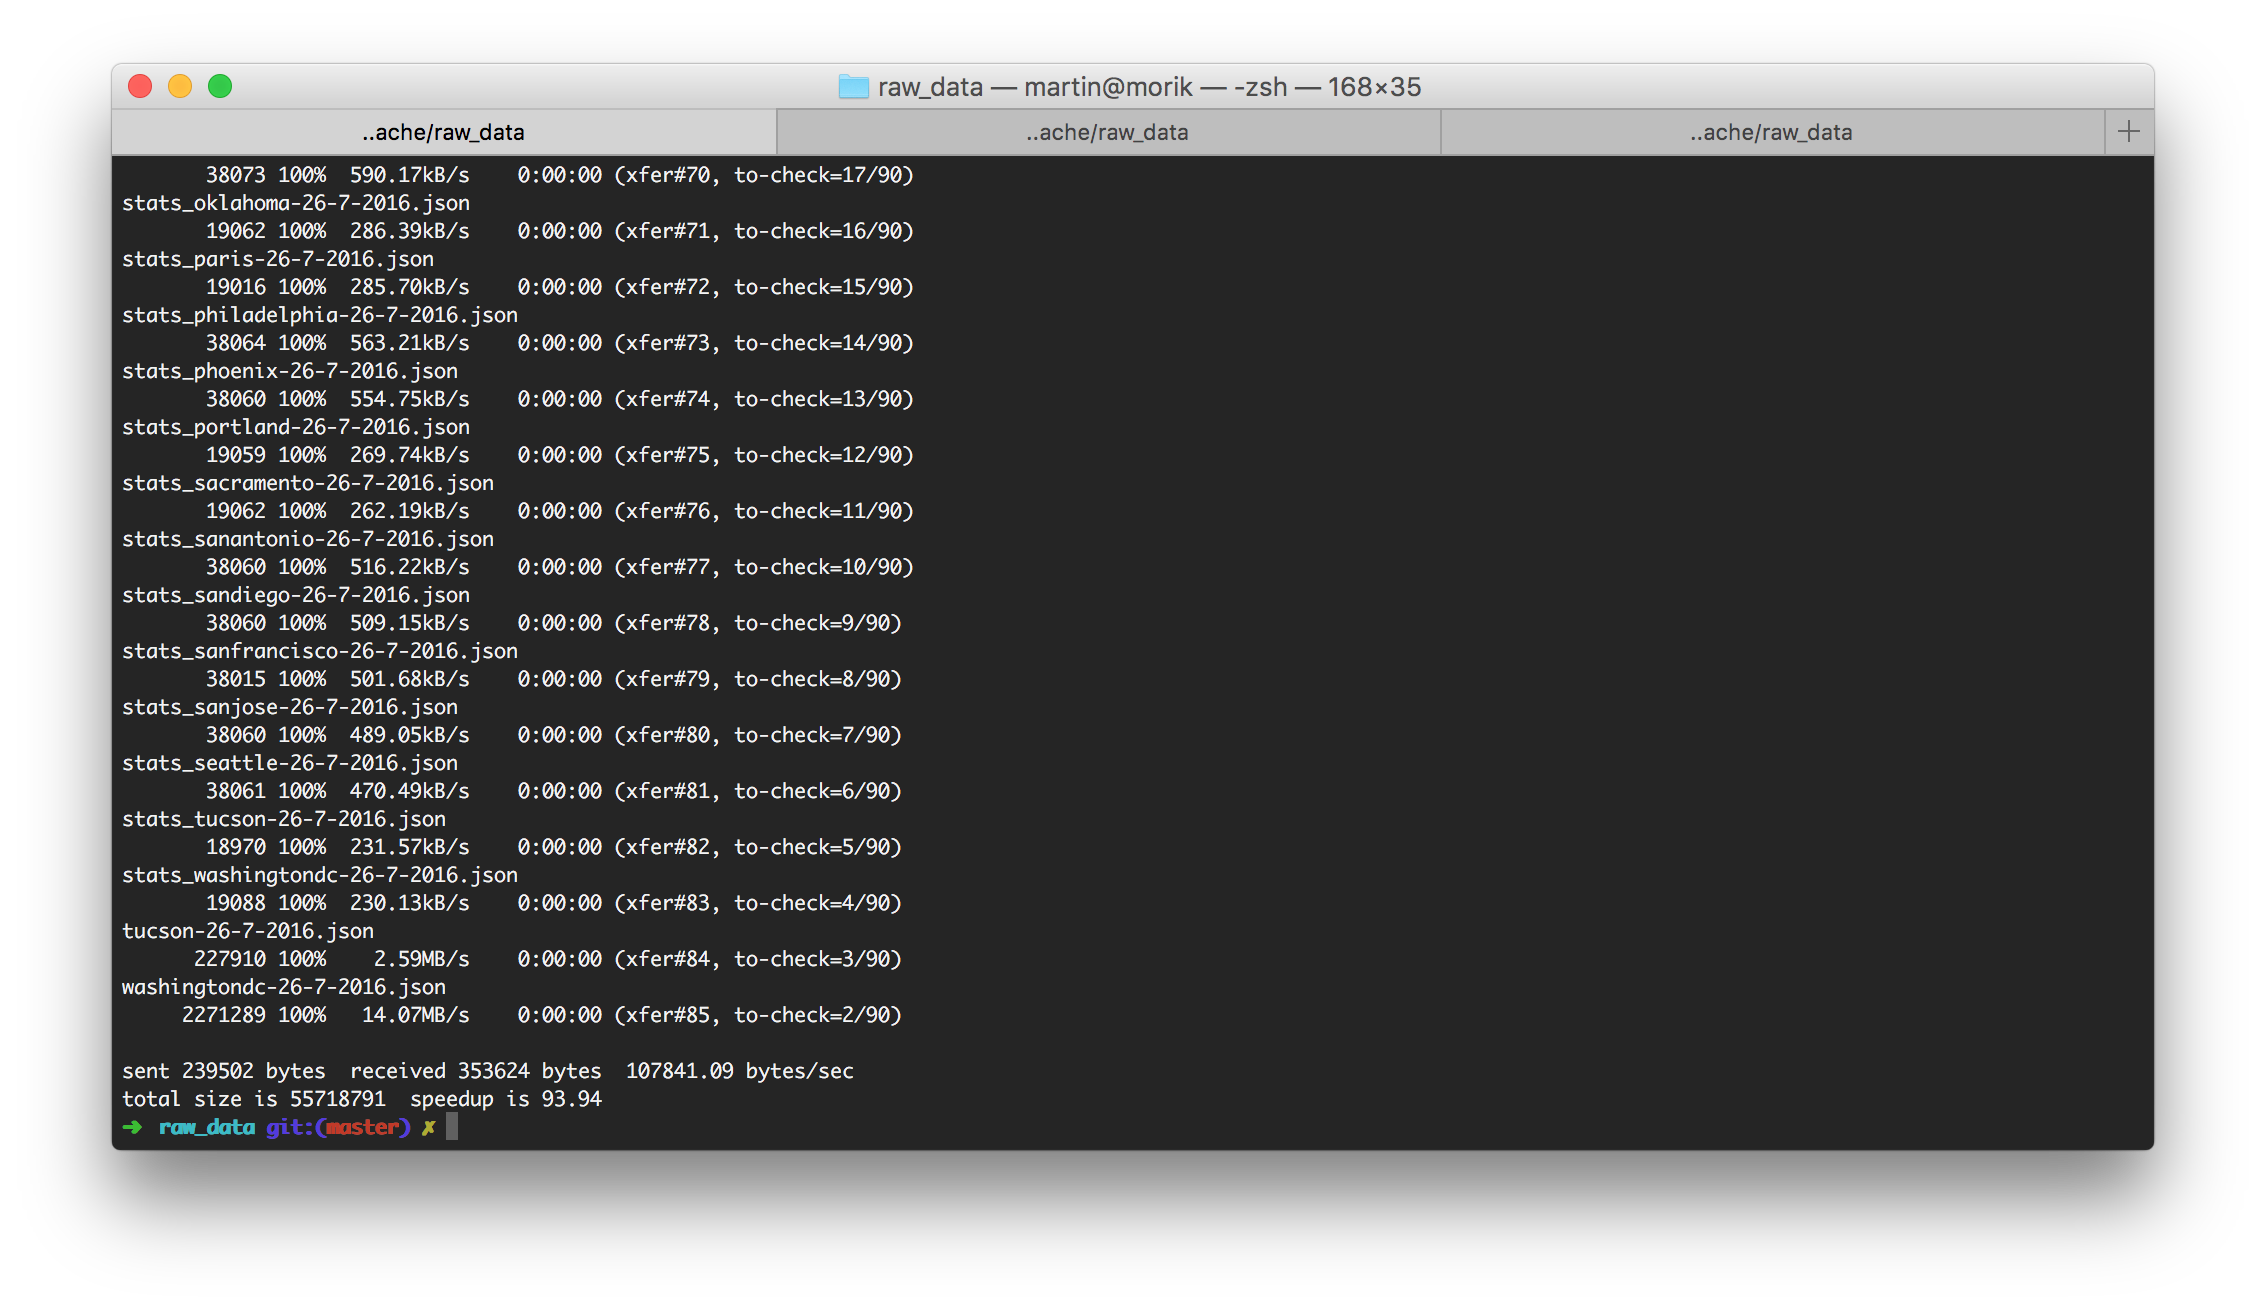 raw_data — martin@morik — -zsh — 168×35
..ache/raw_data ..ache/raw_data ..ache/raw_data +
38073 100% 590.17kB/s 0:00:00 (xfer#70, to-check=17/90)
stats_oklahoma-26-7-2016.json
19062 100% 286.39kB/s 0:00:00 (xfer#71, to-check=16/90)
stats_paris-26-7-2016.json
19016 100% 285.70kB/s 0:00:00 (xfer#72, to-check=15/90)
stats_philadelphia-26-7-2016.json
38064 100% 563.21kB/s 0:00:00 (xfer#73, to-check=14/90)
stats_phoenix-26-7-2016.json
38060 100% 554.75kB/s 0:00:00 (xfer#74, to-check=13/90)
stats_portland-26-7-2016.json
19059 100% 269.74kB/s 0:00:00 (xfer#75, to-check=12/90)
stats_sacramento-26-7-2016.json
19062 100% 262.19kB/s 0:00:00 (xfer#76, to-check=11/90)
stats_sanantonio-26-7-2016.json
38060 100% 516.22kB/s 0:00:00 (xfer#77, to-check=10/90)
stats_sandiego-26-7-2016.json
38060 100% 509.15kB/s 0:00:00 (xfer#78, to-check=9/90)
stats_sanfrancisco-26-7-2016.json
38015 100% 501.68kB/s 0:00:00 (xfer#79, to-check=8/90)
stats_sanjose-26-7-2016.json
38060 100% 489.05kB/s 0:00:00 (xfer#80, to-check=7/90)
stats_seattle-26-7-2016.json
38061 100% 470.49kB/s 0:00:00 (xfer#81, to-check=6/90)
stats_tucson-26-7-2016.json
18970 100% 231.57kB/s 0:00:00 (xfer#82, to-check=5/90)
stats_washingtondc-26-7-2016.json
19088 100% 230.13kB/s 0:00:00 (xfer#83, to-check=4/90)
tucson-26-7-2016.json
227910 100% 2.59MB/s 0:00:00 (xfer#84, to-check=3/90)
washingtondc-26-7-2016.json
2271289 100% 14.07MB/s 0:00:00 (xfer#85, to-check=2/90)
sent 239502 bytes received 353624 bytes 107841.09 bytes/sec
total size is 55718791 speedup is 93.94
➜ raw_data git:(master) ✗